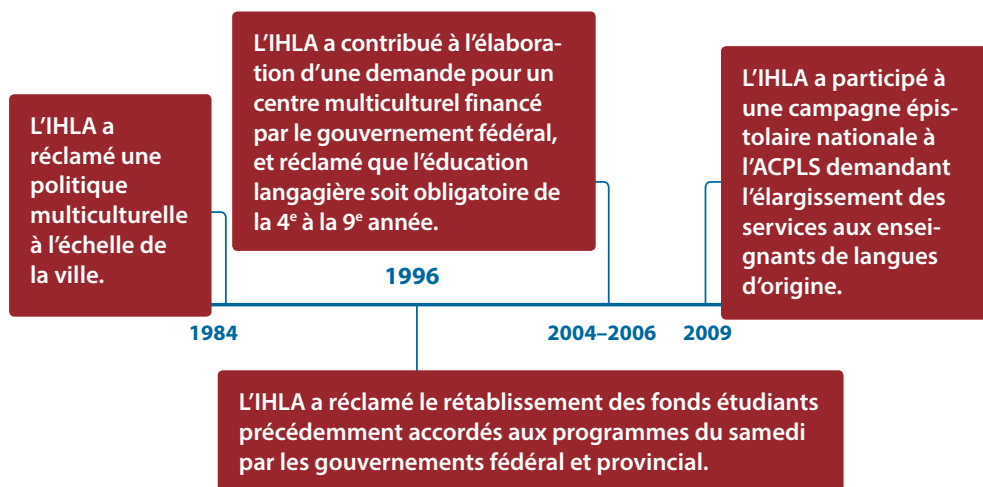 L'IHLA a
réclamé une
politique
multiculturelle
à l'échelle de
la ville.
L'IHLA a contribué à l'élabora-
tion d'une demande pour un
centre multiculturel financé
par le gouvernement fédéral,
et réclamé que l'éducation
langagière soit obligatoire de
la 4e à la 9e année.
L'IHLA a participé à
une campagne épis-
tolaire nationale à
l'ACPLS demandant
l'élargissement des
services aux ensei-
gnants de langues
d'origine.
1996
1984
2004–2006
2009
L'IHLA a réclamé le rétablissement des fonds étudiants
précédemment accordés aux programmes du samedi
par les gouvernements fédéral et provincial.